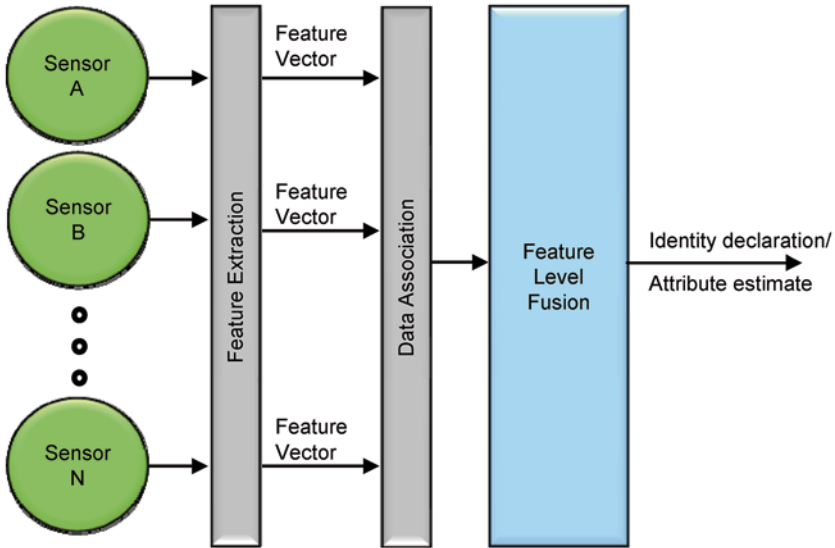 Sensor
A
Feature
Vector
Sensor
B
Feature
Vector
Sensor
N
Feature
Vector
Feature Extraction
Data Association
Feature
Level
Fusion
Identity declaration/
Attribute estimate